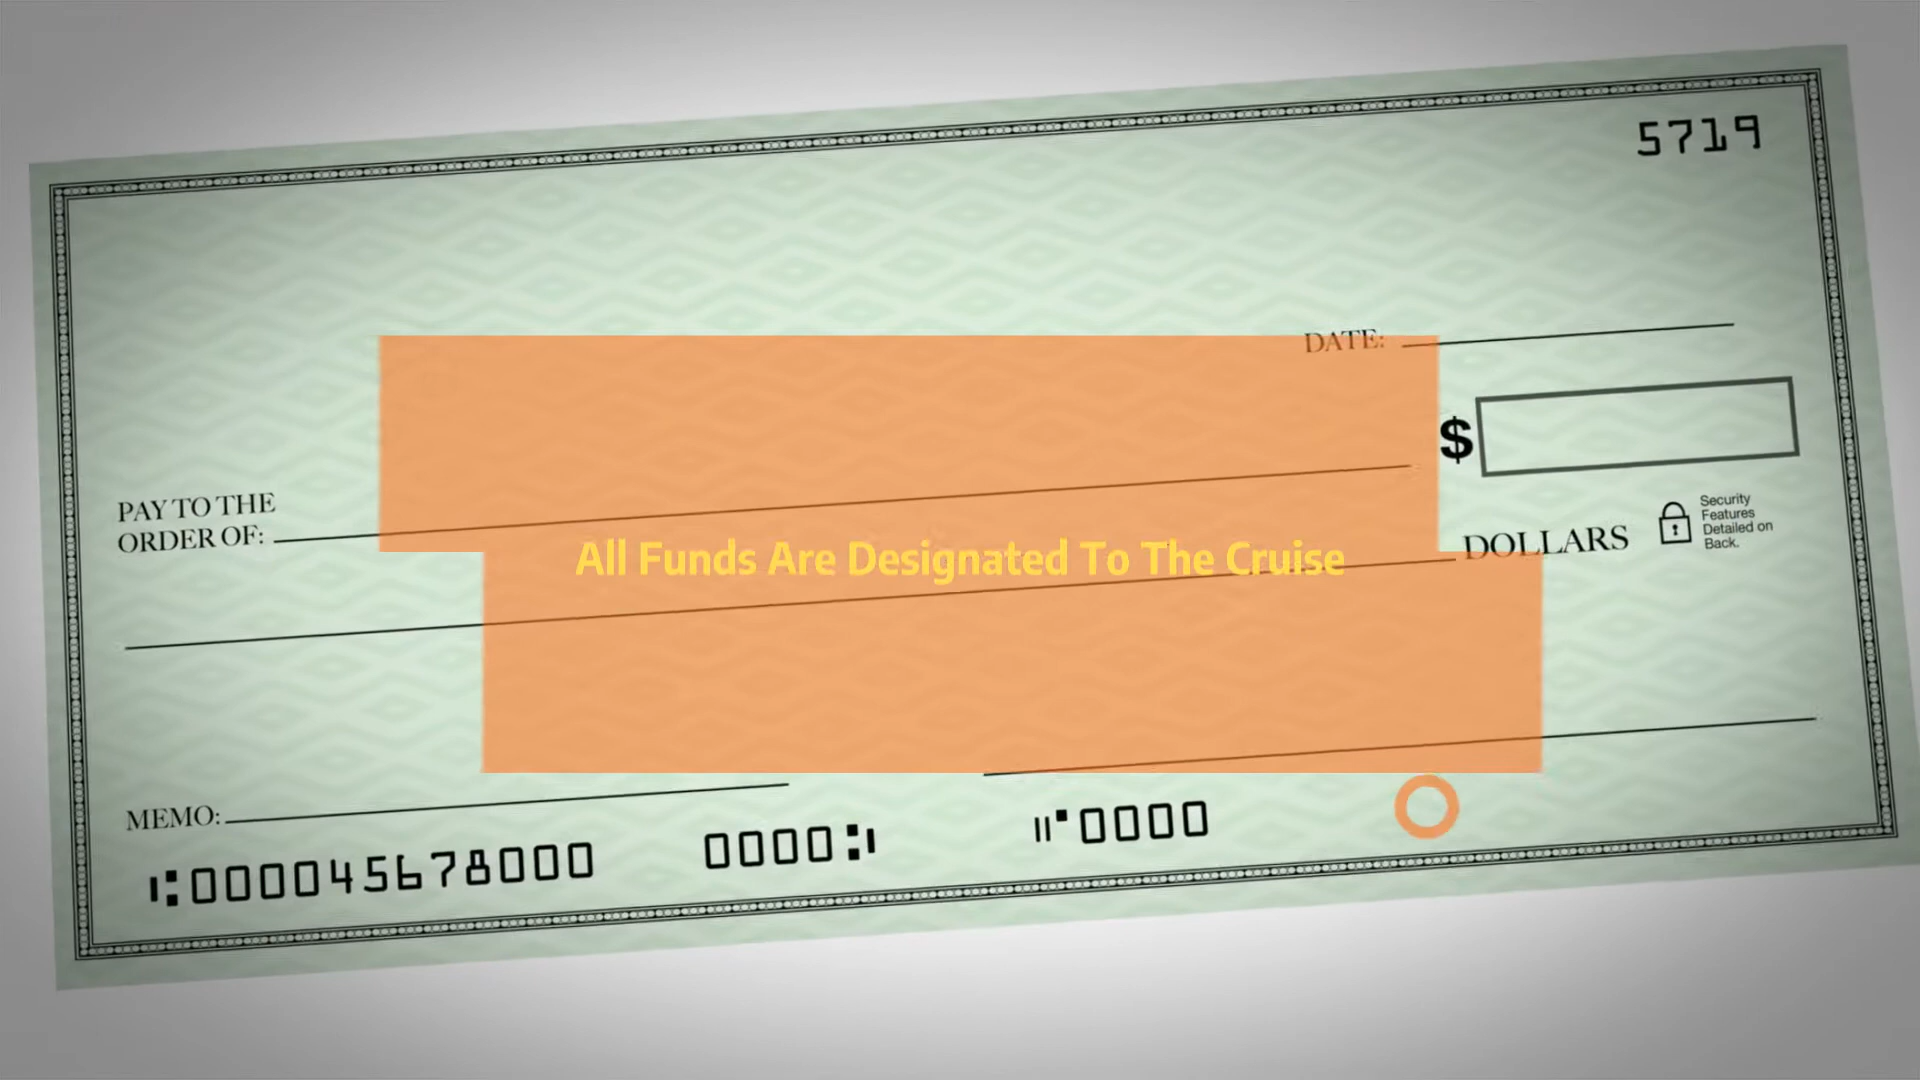 5719
DATE:
$
PAY TO THE
ORDER OF:
DOLLARS
Security
Features
Detailed on
Back.
All Funds Are Designated To The Cruise
MEMO:
⑆000045678000 0000⑆ ⑈0000